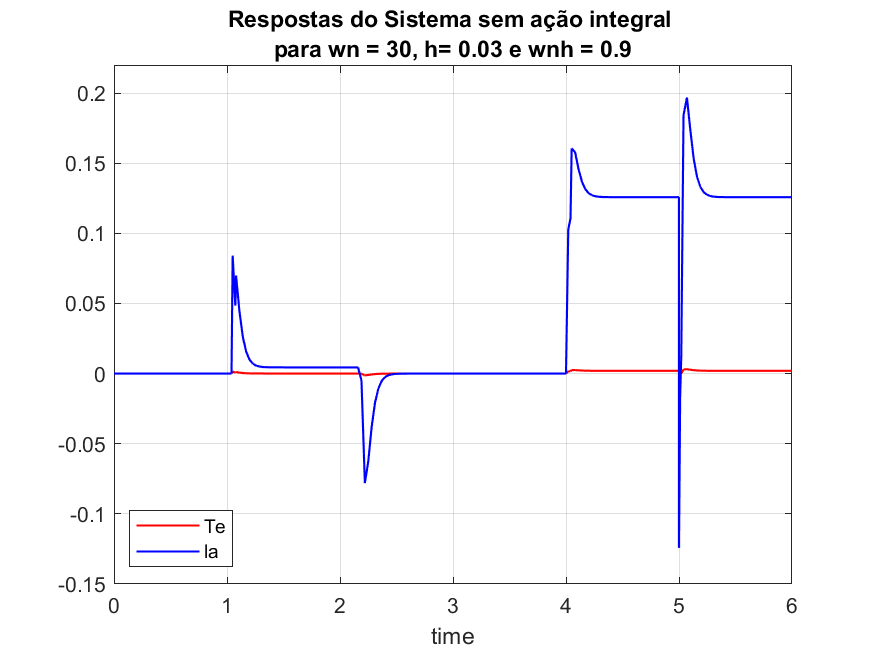 Respostas do Sistema sem ação integral
para wn = 30, h= 0.03 e wnh = 0.9
0.2
0.15
0.1
0.05
0
-0.05
-0.1
-0.15
Te
Ia
0 1 2 3 4 5 6
time